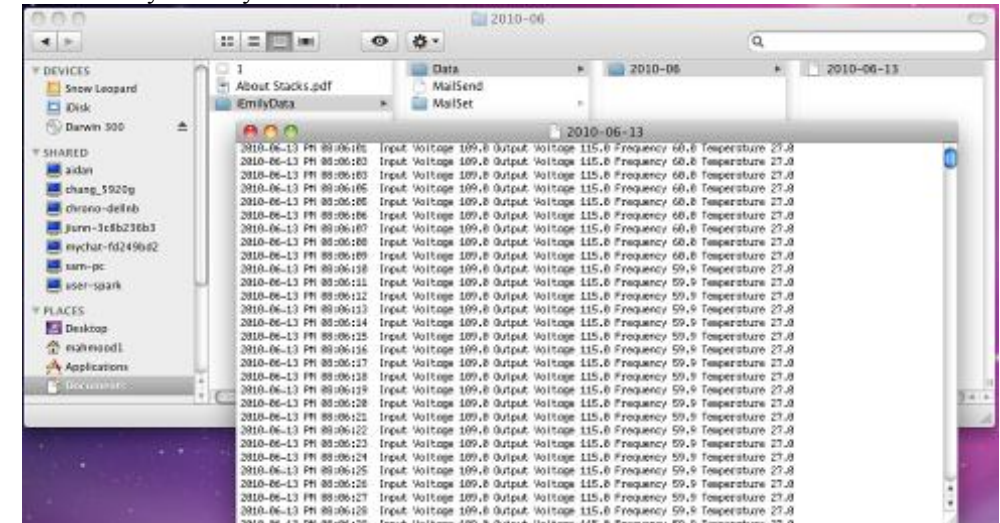 2010-06
DEVICES
Snow Leopard
iDisk
Darwin 300
SHARED
aidan
chang_5920g
chrono-dellnb
jiunn-3c8b236b3
mychat-fd249bd2
sam-pc
user-spark
PLACES
Desktop
mahmood1
Applications
Documents
1
About Stacks.pdf
EmilyData
Data
MailSend
MailSet
2010-06
2010-06-13
2010-06-13
2010-06-13 PM 08:06:01 Input Voltage 109.0 Output Voltage 115.0 Frequency 60.0 Temperature 27.0
2010-06-13 PM 08:06:03 Input Voltage 109.0 Output Voltage 115.0 Frequency 60.0 Temperature 27.0
2010-06-13 PM 08:06:03 Input Voltage 109.0 Output Voltage 115.0 Frequency 60.0 Temperature 27.0
2010-06-13 PM 08:06:05 Input Voltage 109.0 Output Voltage 115.0 Frequency 60.0 Temperature 27.0
2010-06-13 PM 08:06:05 Input Voltage 109.0 Output Voltage 115.0 Frequency 60.0 Temperature 27.0
2010-06-13 PM 08:06:06 Input Voltage 109.0 Output Voltage 115.0 Frequency 60.0 Temperature 27.0
2010-06-13 PM 08:06:07 Input Voltage 109.0 Output Voltage 115.0 Frequency 60.0 Temperature 27.0
2010-06-13 PM 08:06:08 Input Voltage 109.0 Output Voltage 115.0 Frequency 60.0 Temperature 27.0
2010-06-13 PM 08:06:09 Input Voltage 109.0 Output Voltage 115.0 Frequency 60.0 Temperature 27.0
2010-06-13 PM 08:06:10 Input Voltage 109.0 Output Voltage 115.0 Frequency 59.9 Temperature 27.0
2010-06-13 PM 08:06:11 Input Voltage 109.0 Output Voltage 115.0 Frequency 59.9 Temperature 27.0
2010-06-13 PM 08:06:12 Input Voltage 109.0 Output Voltage 115.0 Frequency 59.9 Temperature 27.0
2010-06-13 PM 08:06:13 Input Voltage 109.0 Output Voltage 115.0 Frequency 59.9 Temperature 27.0
2010-06-13 PM 08:06:14 Input Voltage 109.0 Output Voltage 115.0 Frequency 59.9 Temperature 27.0
2010-06-13 PM 08:06:15 Input Voltage 109.0 Output Voltage 115.0 Frequency 59.9 Temperature 27.0
2010-06-13 PM 08:06:16 Input Voltage 109.0 Output Voltage 115.0 Frequency 59.9 Temperature 27.0
2010-06-13 PM 08:06:17 Input Voltage 109.0 Output Voltage 115.0 Frequency 59.9 Temperature 27.0
2010-06-13 PM 08:06:18 Input Voltage 109.0 Output Voltage 115.0 Frequency 59.9 Temperature 27.0
2010-06-13 PM 08:06:19 Input Voltage 109.0 Output Voltage 115.0 Frequency 59.9 Temperature 27.0
2010-06-13 PM 08:06:20 Input Voltage 109.0 Output Voltage 115.0 Frequency 59.9 Temperature 27.0
2010-06-13 PM 08:06:21 Input Voltage 109.0 Output Voltage 115.0 Frequency 59.9 Temperature 27.0
2010-06-13 PM 08:06:22 Input Voltage 109.0 Output Voltage 115.0 Frequency 59.9 Temperature 27.0
2010-06-13 PM 08:06:23 Input Voltage 109.0 Output Voltage 115.0 Frequency 59.9 Temperature 27.0
2010-06-13 PM 08:06:24 Input Voltage 109.0 Output Voltage 115.0 Frequency 59.9 Temperature 27.0
2010-06-13 PM 08:06:25 Input Voltage 109.0 Output Voltage 115.0 Frequency 59.9 Temperature 27.0
2010-06-13 PM 08:06:26 Input Voltage 109.0 Output Voltage 115.0 Frequency 59.9 Temperature 27.0
2010-06-13 PM 08:06:27 Input Voltage 109.0 Output Voltage 115.0 Frequency 59.9 Temperature 27.0
2010-06-13 PM 08:06:28 Input Voltage 109.0 Output Voltage 115.0 Frequency 59.9 Temperature 27.0